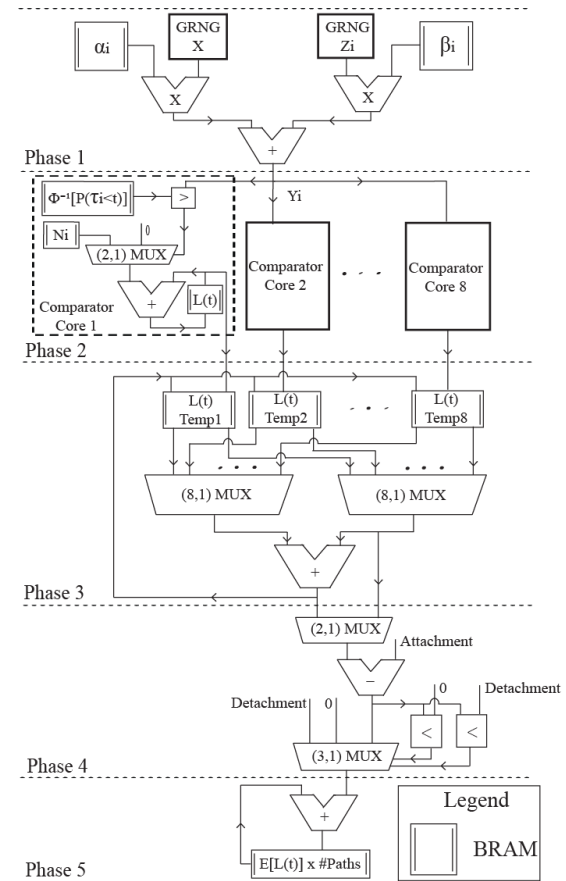 αi
GRNG
X
GRNG
Zi
βi
X
X
+
Phase 1
Φ⁻¹[P(τi<t)]
>
Yi
Ni
0
(2,1) MUX
+
L(t)
Comparator
Core 1
Comparator
Core 2
. . .
Comparator
Core 8
Phase 2
L(t)
Temp1
L(t)
Temp2
. . .
L(t)
Temp8
. . .
. . .
(8,1) MUX
(8,1) MUX
+
Phase 3
(2,1) MUX
Attachment
−
Detachment
0
0
Detachment
<
<
(3,1) MUX
Phase 4
+
E[L(t)] x #Paths
Phase 5
Legend
BRAM